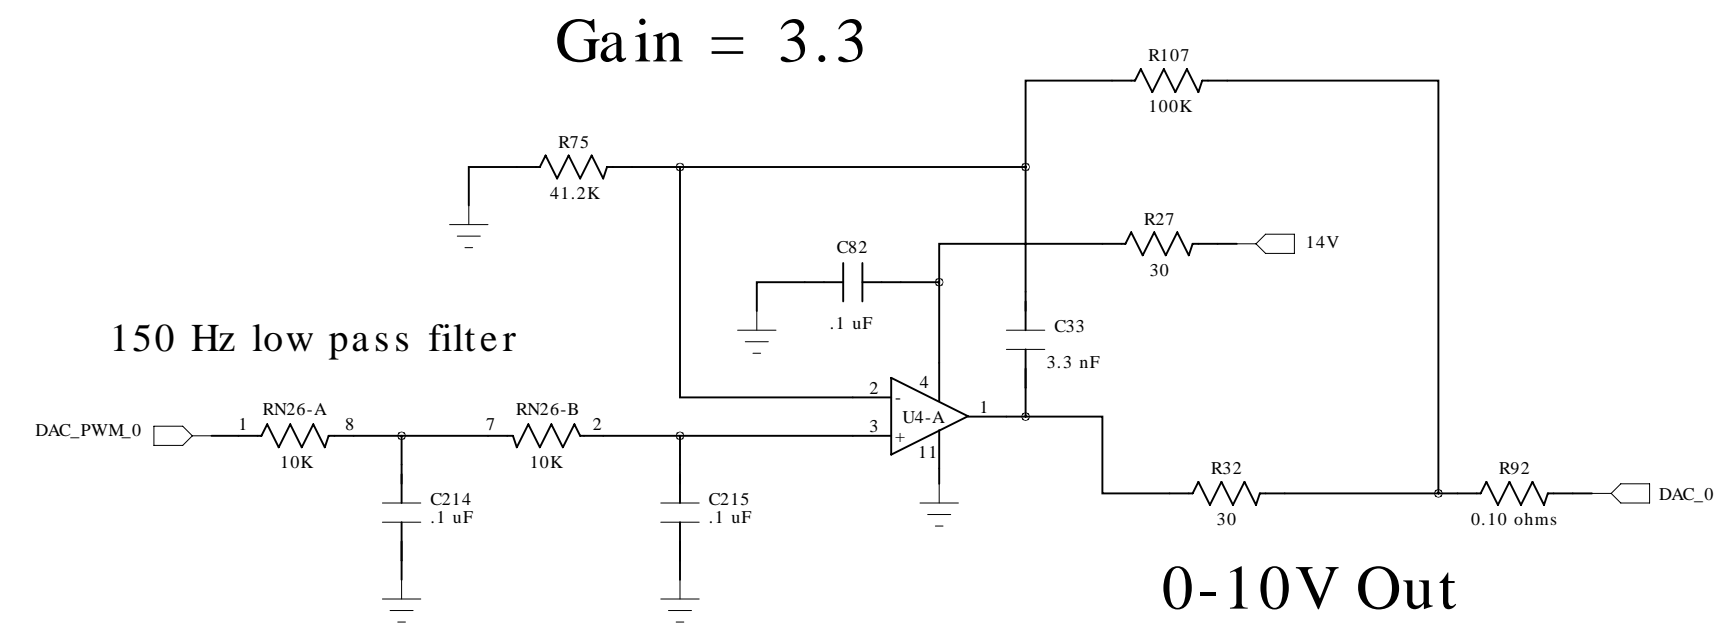 Gain = 3.3
R107
100K
R75
41.2K
R27
14V
30
C82
.1 uF
C33
3.3 nF
150 Hz low pass filter
2
4
-
U4-A
1
3
+
11
DAC_PWM_0
1
RN26-A
8
10K
7
RN26-B
2
10K
C214
.1 uF
C215
.1 uF
R32
30
R92
0.10 ohms
DAC_0
0-10V Out